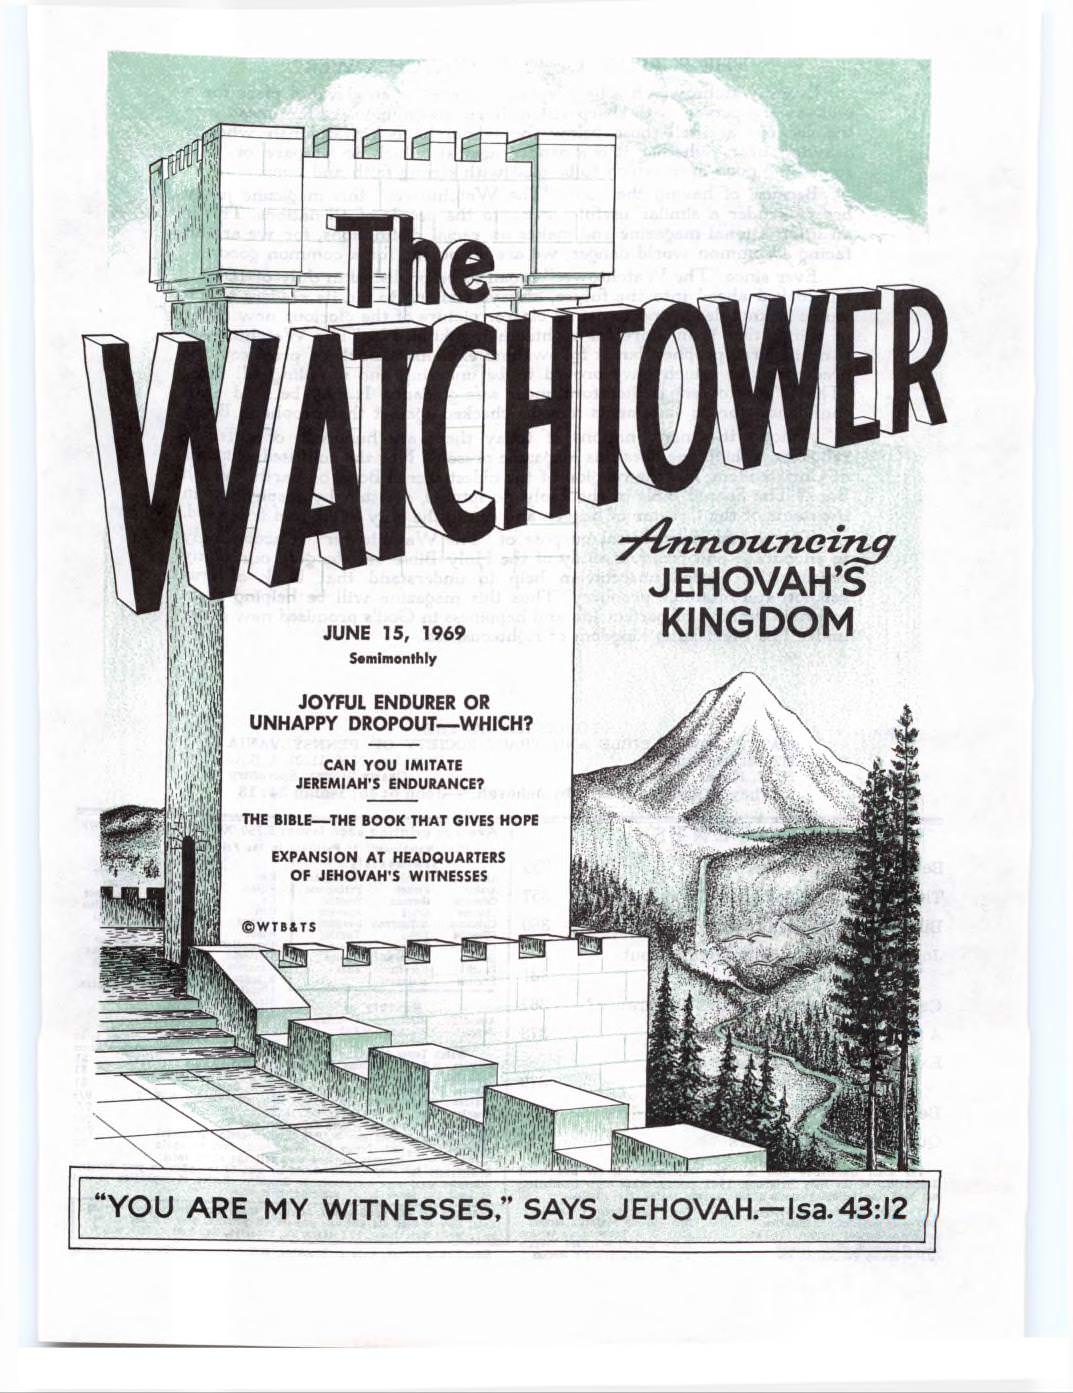 The
WATCHTOWER
Announcing
JEHOVAH'S
KINGDOM
JUNE 15, 1969
Semimonthly
JOYFUL ENDURER OR
UNHAPPY DROPOUT—WHICH?
CAN YOU IMITATE
JEREMIAH'S ENDURANCE?
THE BIBLE—THE BOOK THAT GIVES HOPE
EXPANSION AT HEADQUARTERS
OF JEHOVAH'S WITNESSES
©WTB&TS
"YOU ARE MY WITNESSES," SAYS JEHOVAH.—Isa. 43:12